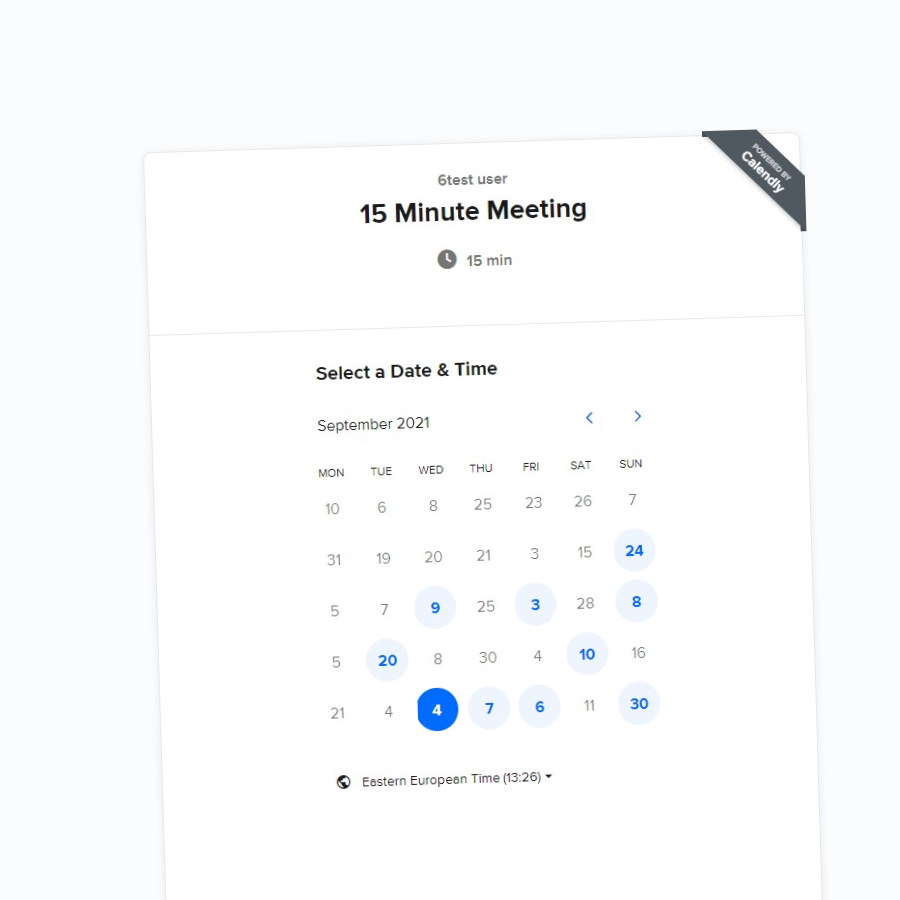 POWERED BY
Calendly
6test user
15 Minute Meeting
15 min
Select a Date & Time
September 2021
MON TUE WED THU FRI SAT SUN
10 6 8 25 23 26 7
31 19 20 21 3 15 24
5 7 9 25 3 28 8
5 20 8 30 4 10 16
21 4 4 7 6 11 30
Eastern European Time (13:26)